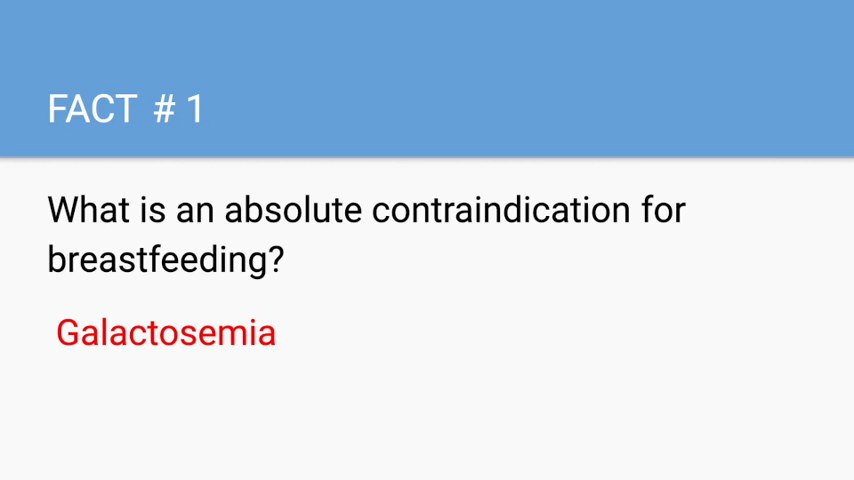 FACT # 1
What is an absolute contraindication for
breastfeeding?
Galactosemia